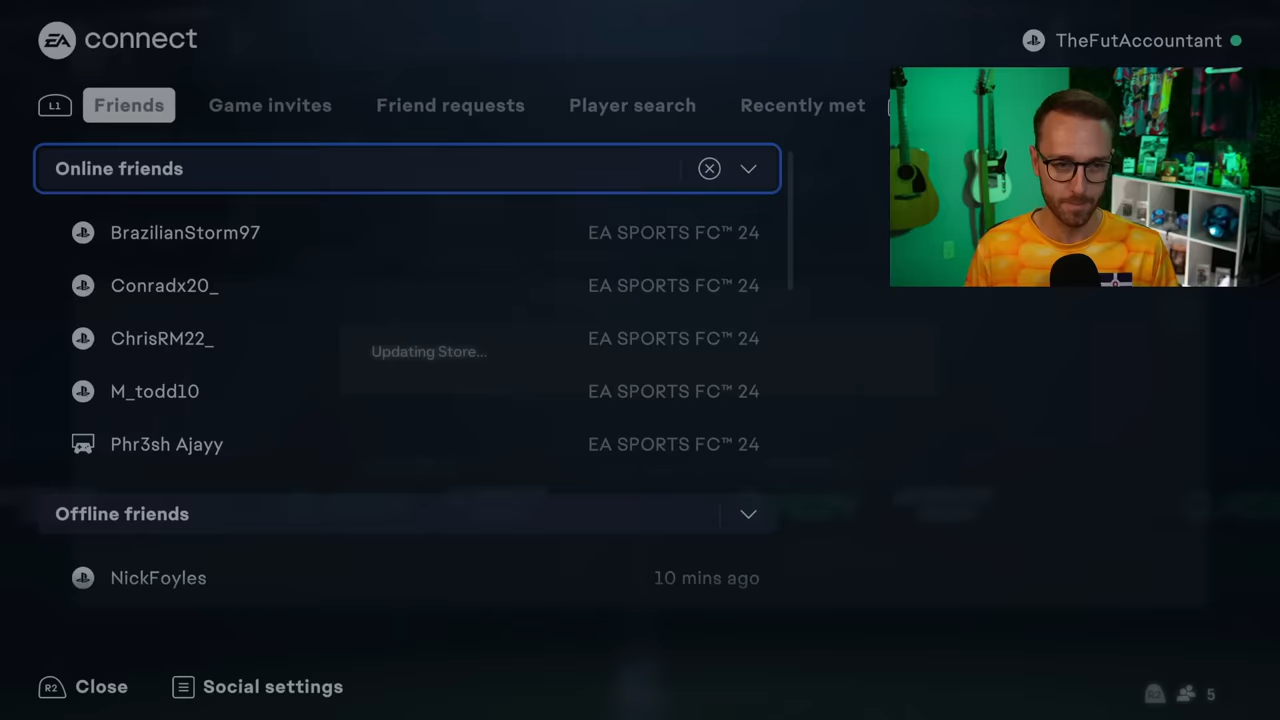 EA connect
TheFutAccountant
L1 Friends Game invites Friend requests Player search Recently met
Online friends
BrazilianStorm97 EA SPORTS FC™ 24
Conradx20_ EA SPORTS FC™ 24
ChrisRM22_ EA SPORTS FC™ 24
Updating Store...
M_todd10 EA SPORTS FC™ 24
Phr3sh Ajayy EA SPORTS FC™ 24
Offline friends
NickFoyles 10 mins ago
R2 Close Social settings
R2 5